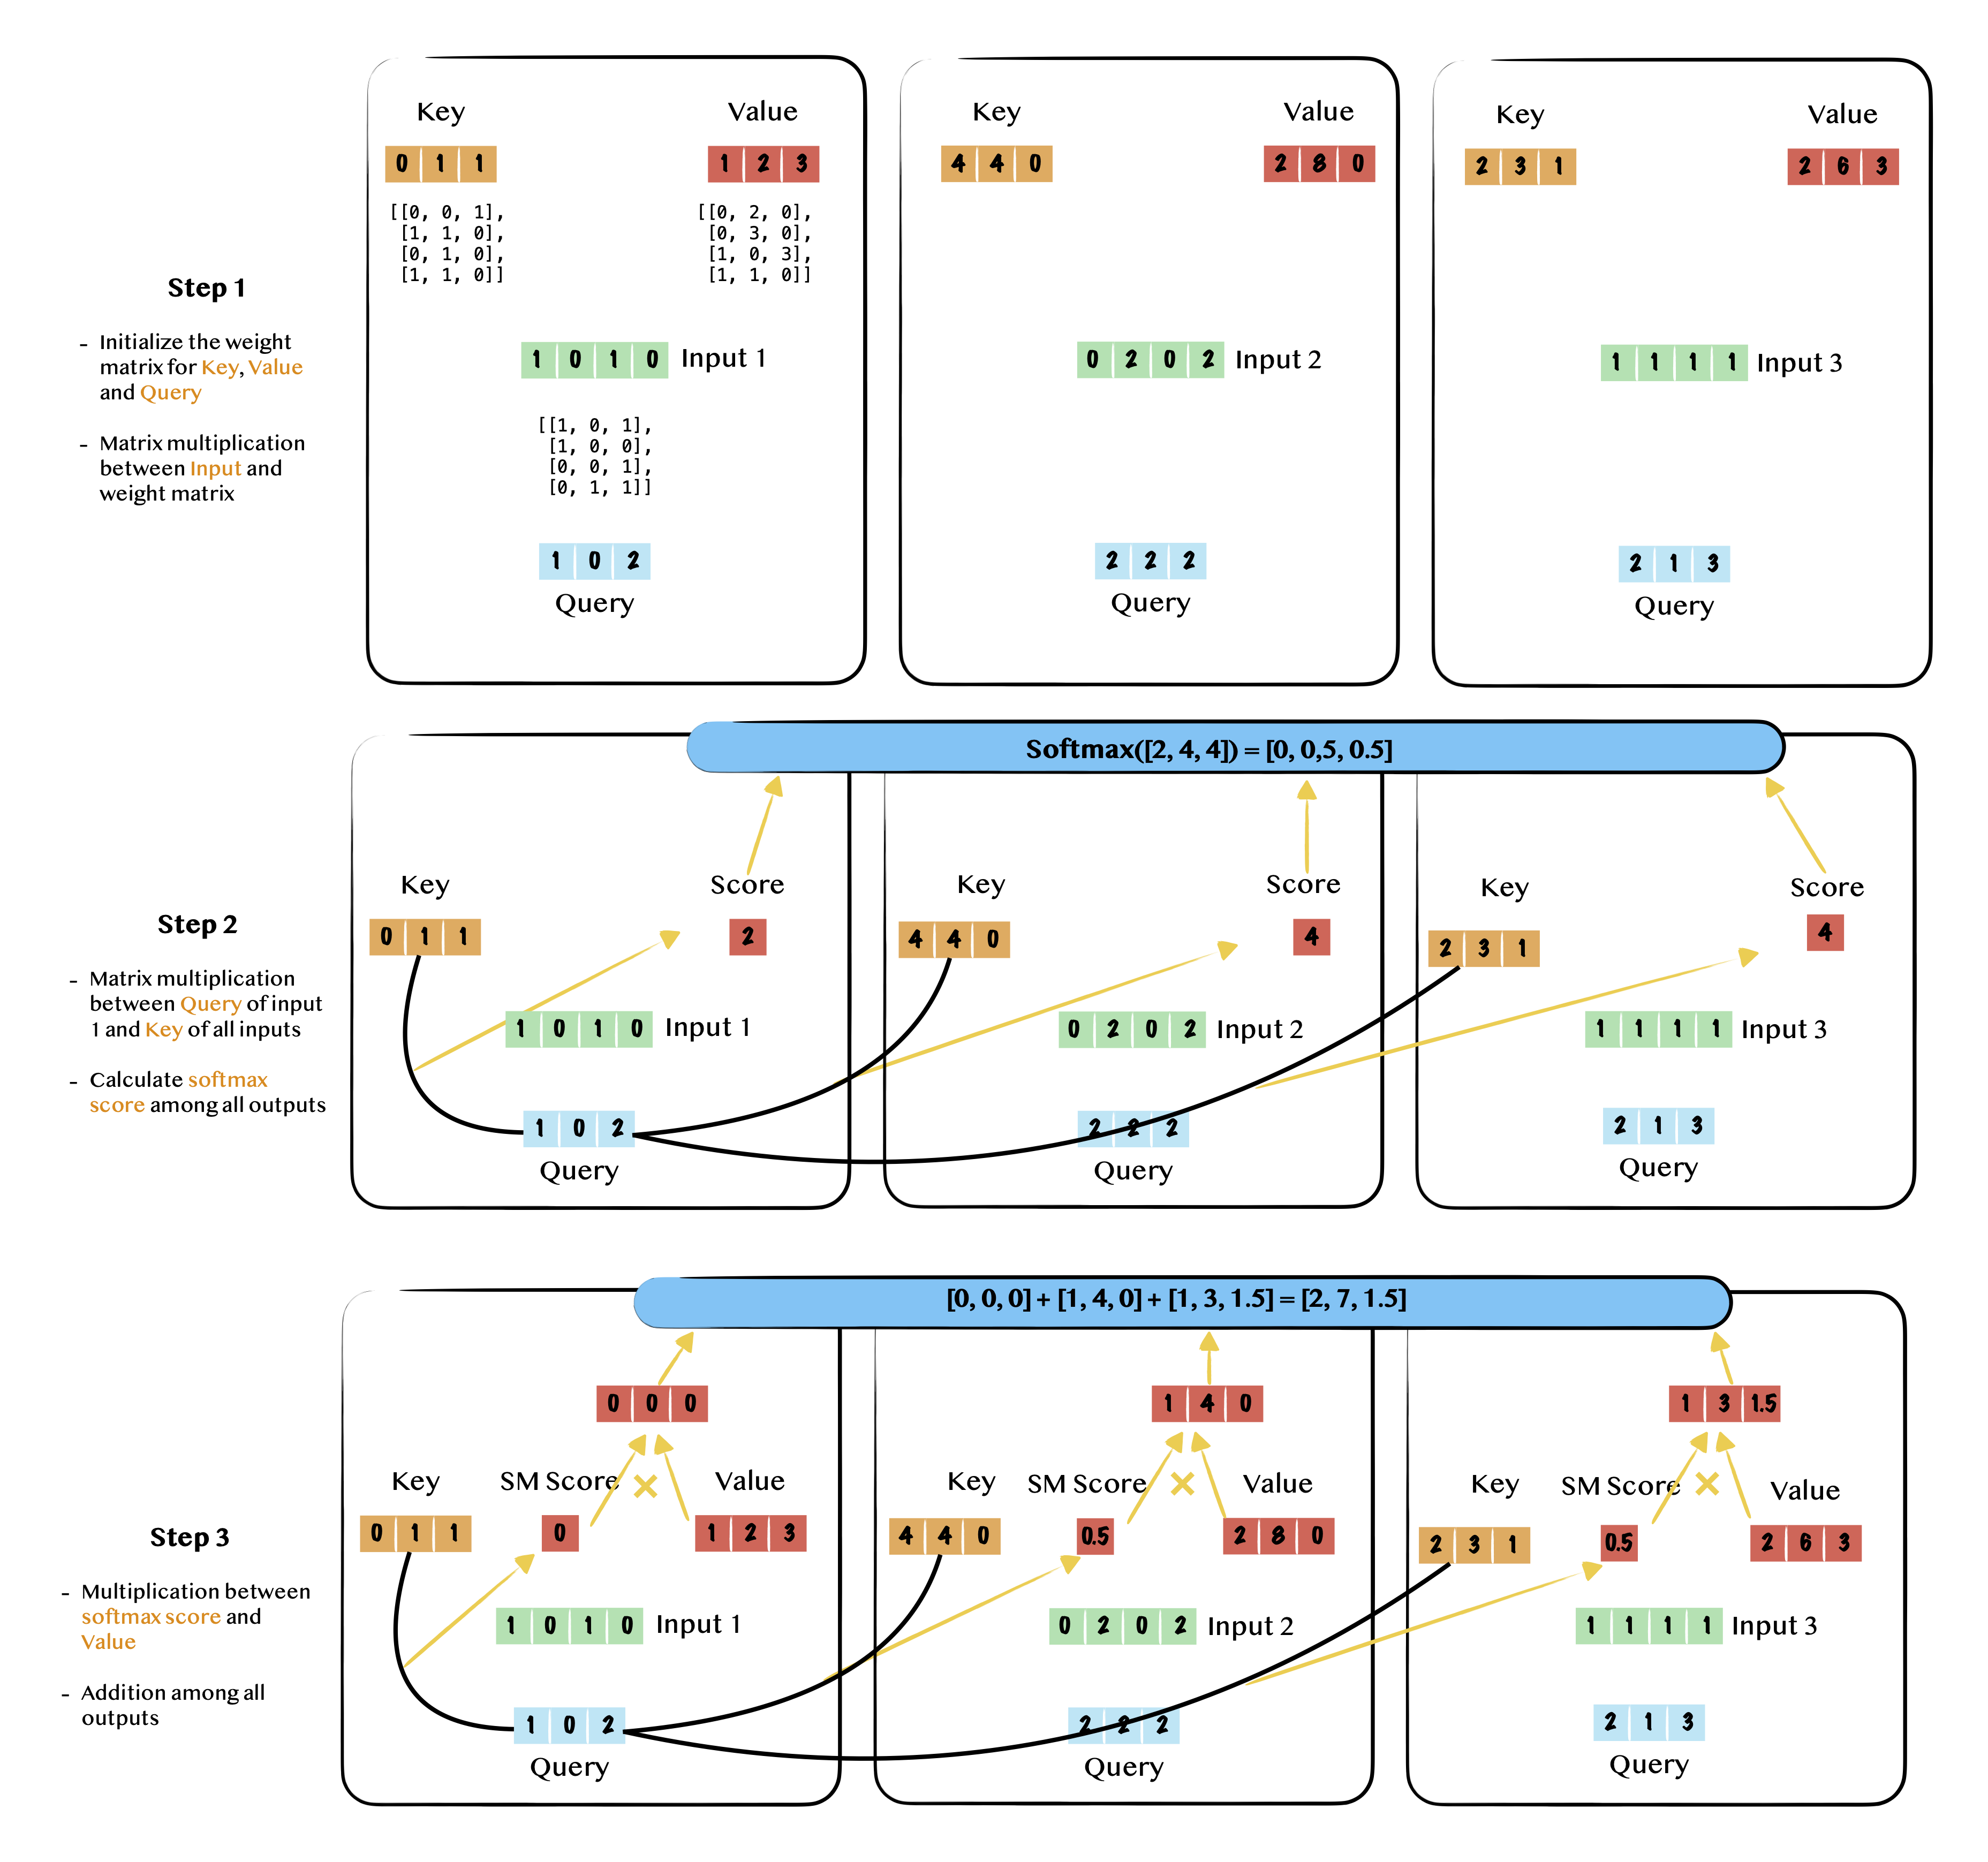 Key Value
0 1 1 1 2 3
[[0, 0, 1], [[0, 2, 0],
[1, 1, 0], [0, 3, 0],
[0, 1, 0], [1, 0, 3],
[1, 1, 0]] [1, 1, 0]]
1 0 1 0 Input 1
[[1, 0, 1],
[1, 0, 0],
[0, 0, 1],
[0, 1, 1]]
1 0 2
Query
Key Value
4 4 0 2 8 0
0 2 0 2 Input 2
2 2 2
Query
Key Value
2 3 1 2 6 3
1 1 1 1 Input 3
2 1 3
Query
Step 1
- Initialize the weight
matrix for Key, Value
and Query
- Matrix multiplication
between Input and
weight matrix
Softmax([2, 4, 4]) = [0, 0,5, 0.5]
Key Score
0 1 1 2
1 0 1 0 Input 1
1 0 2
Query
Key Score
4 4 0 4
0 2 0 2 Input 2
2 2 2
Query
Key Score
2 3 1 4
1 1 1 1 Input 3
2 1 3
Query
Step 2
- Matrix multiplication
between Query of input
1 and Key of all inputs
- Calculate softmax
score among all outputs
[0, 0, 0] + [1, 4, 0] + [1, 3, 1.5] = [2, 7, 1.5]
0 0 0
Key SM Score × Value
0 1 1 0 1 2 3
1 0 1 0 Input 1
1 0 2
Query
1 4 0
Key SM Score × Value
4 4 0 0.5 2 8 0
0 2 0 2 Input 2
2 2 2
Query
1 3 1.5
Key SM Score × Value
2 3 1 0.5 2 6 3
1 1 1 1 Input 3
2 1 3
Query
Step 3
- Multiplication between
softmax score and
Value
- Addition among all
outputs